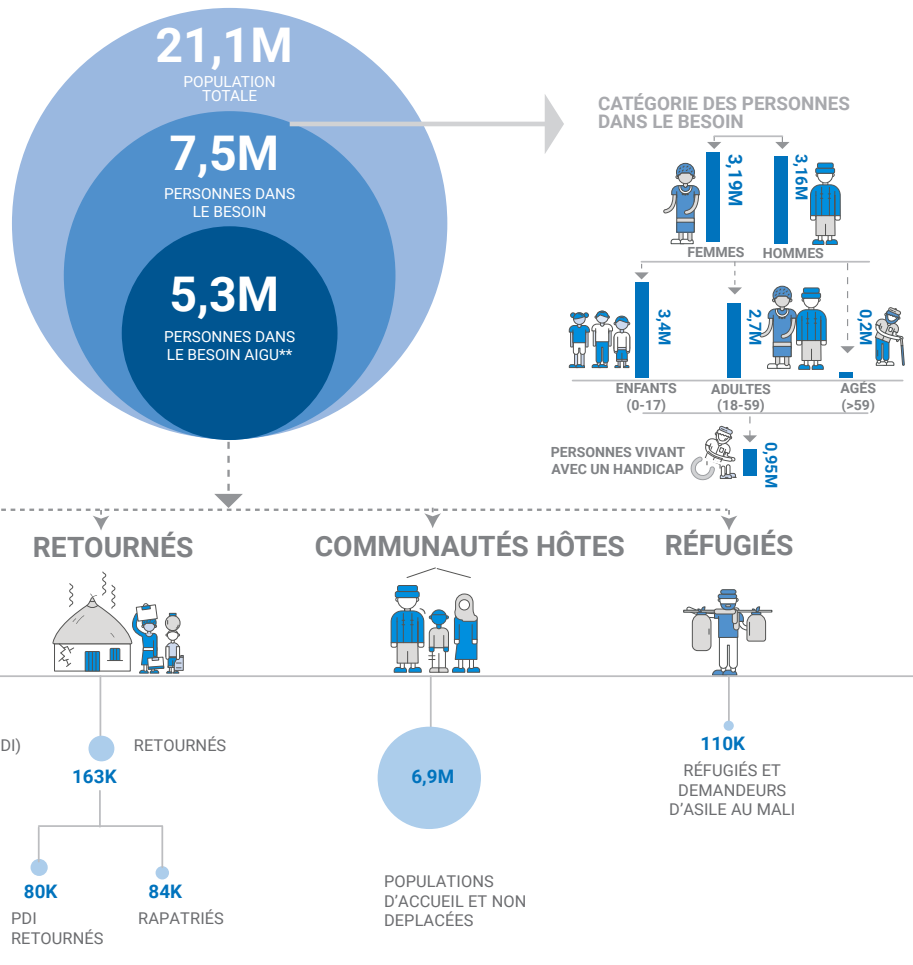 21,1M
POPULATION
TOTALE
7,5M
PERSONNES DANS
LE BESOIN
5,3M
PERSONNES DANS
LE BESOIN AIGU**
CATÉGORIE DES PERSONNES
DANS LE BESOIN
3,19M
3,16M
FEMMES
HOMMES
3,4M
2,7M
0,2M
ENFANTS
(0-17)
ADULTES
(18-59)
AGÉS
(>59)
PERSONNES VIVANT
AVEC UN HANDICAP
0,95M
RETOURNÉS
COMMUNAUTÉS HÔTES
RÉFUGIÉS
DI)
RETOURNÉS
163K
80K
PDI
RETOURNÉS
84K
RAPATRIÉS
6,9M
POPULATIONS
D'ACCUEIL ET NON
DEPLACÉES
110K
RÉFUGIÉS ET
DEMANDEURS
D'ASILE AU MALI